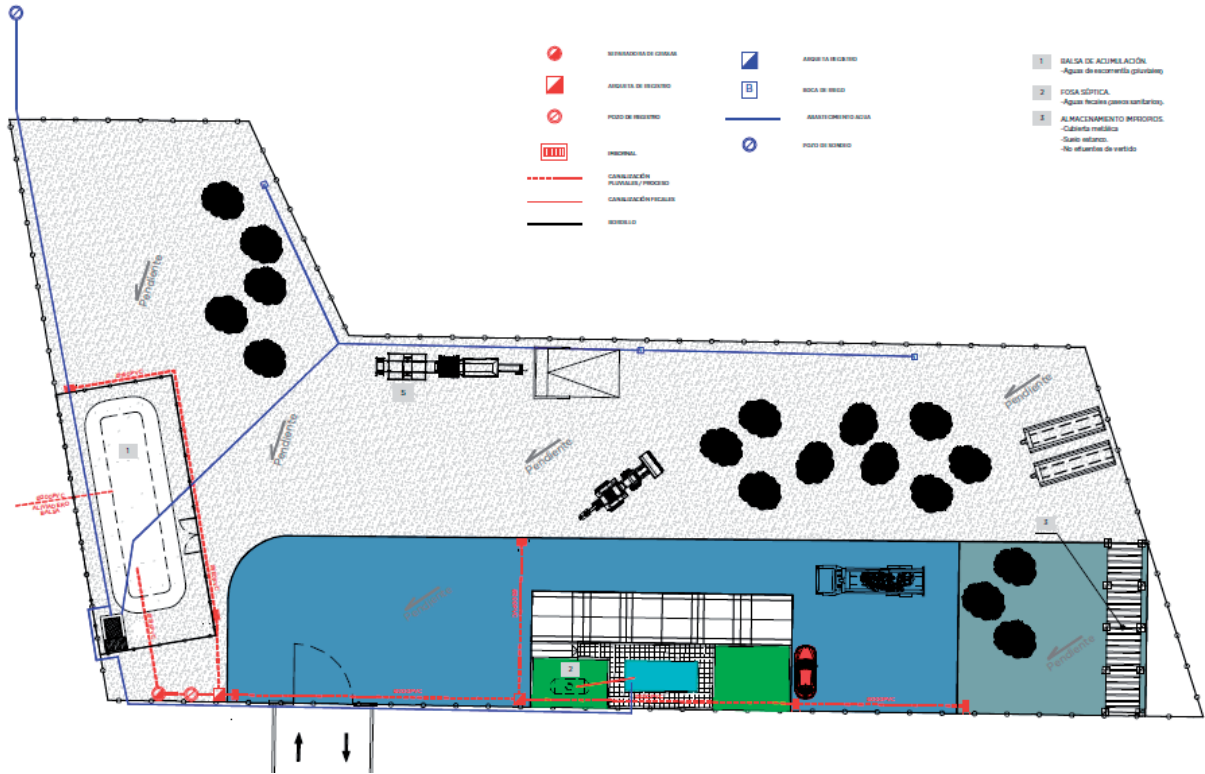 ARQUETA DE REGISTRO
POZO DE REGISTRO
IMBORNAL
CANALIZACIÓN
PLUVIALES/ PROCESO
CANALIZACIÓN FECALES
BORDILLO
ARQUETA REGISTRO
B
BOCA DE RIEGO
ABASTECIMIENTO AGUA
POZO DE BOMBEO
1
BALSA DE ACUMULACIÓN.
-Aguas de escorrentía (pluviales)
2
FOSA SÉPTICA.
-Aguas fecales (aseos sanitarios).
3
ALMACENAMIENTO IMPROPIOS.
-Cubierta metálica
-Suelo estanco.
-No efluentes de vertido
Pendiente
Pendiente
Pendiente
Pendiente
Pendiente
Pendiente
5
1
ALIVIADERO
BALSA
3
2